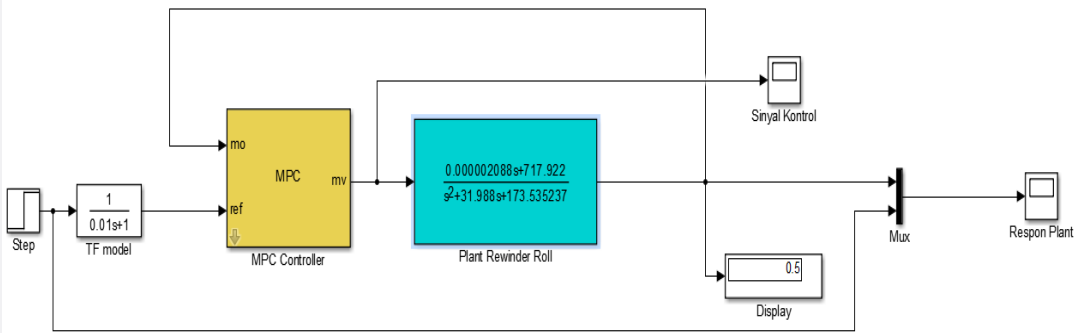 Sinyal Kontrol
mo
MPC
mv
ref
MPC Controller
0.000002088s+717.922
s²+31.988s+173.535237
Plant Rewinder Roll
Step
1
0.01s+1
TF model
Mux
Respon Plant
0.5
Display